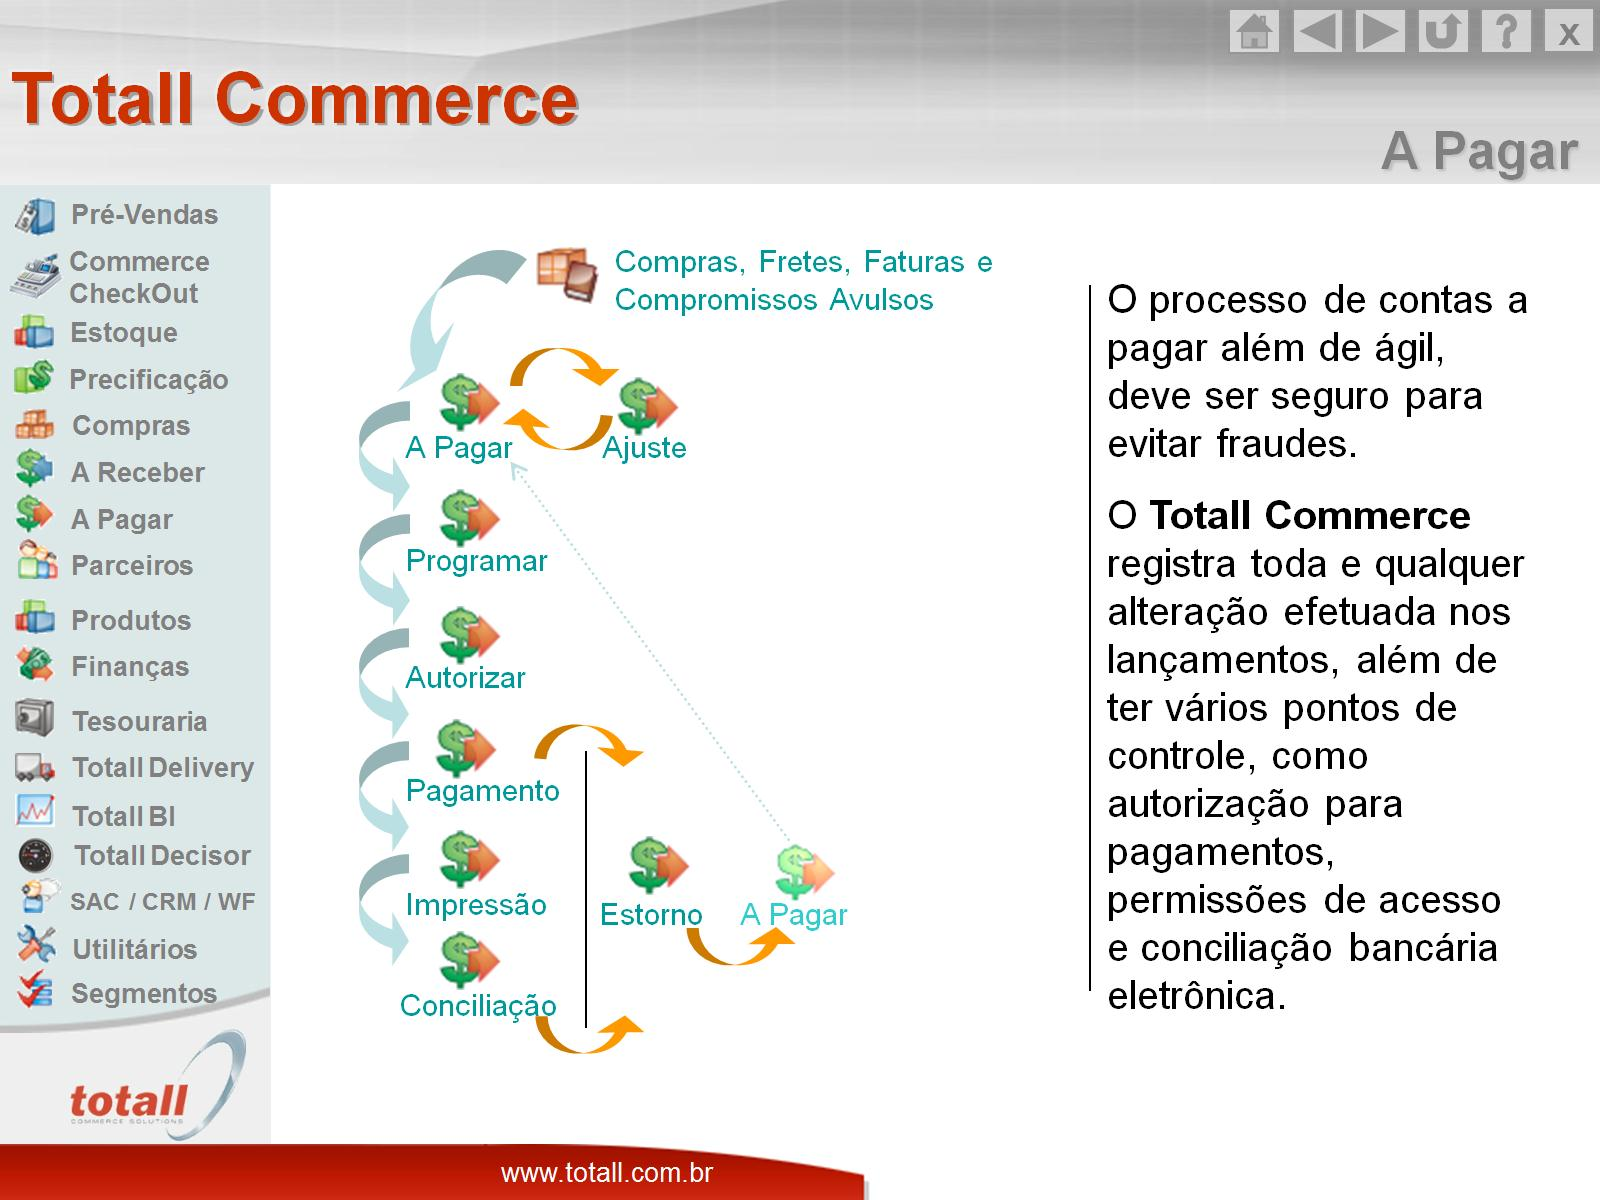 x
Totall Commerce
A Pagar
Pré-Vendas
Commerce
CheckOut
Estoque
Precificação
Compras
A Receber
A Pagar
Parceiros
Produtos
Finanças
Tesouraria
Totall Delivery
Totall BI
Totall Decisor
SAC / CRM / WF
Utilitários
Segmentos
totall
COMMERCE SOLUTIONS
Compras, Fretes, Faturas e
Compromissos Avulsos
A Pagar
Ajuste
Programar
Autorizar
Pagamento
Impressão
Estorno
A Pagar
Conciliação
O processo de contas a
pagar além de ágil,
deve ser seguro para
evitar fraudes.
O Totall Commerce
registra toda e qualquer
alteração efetuada nos
lançamentos, além de
ter vários pontos de
controle, como
autorização para
pagamentos,
permissões de acesso
e conciliação bancária
eletrônica.
www.totall.com.br